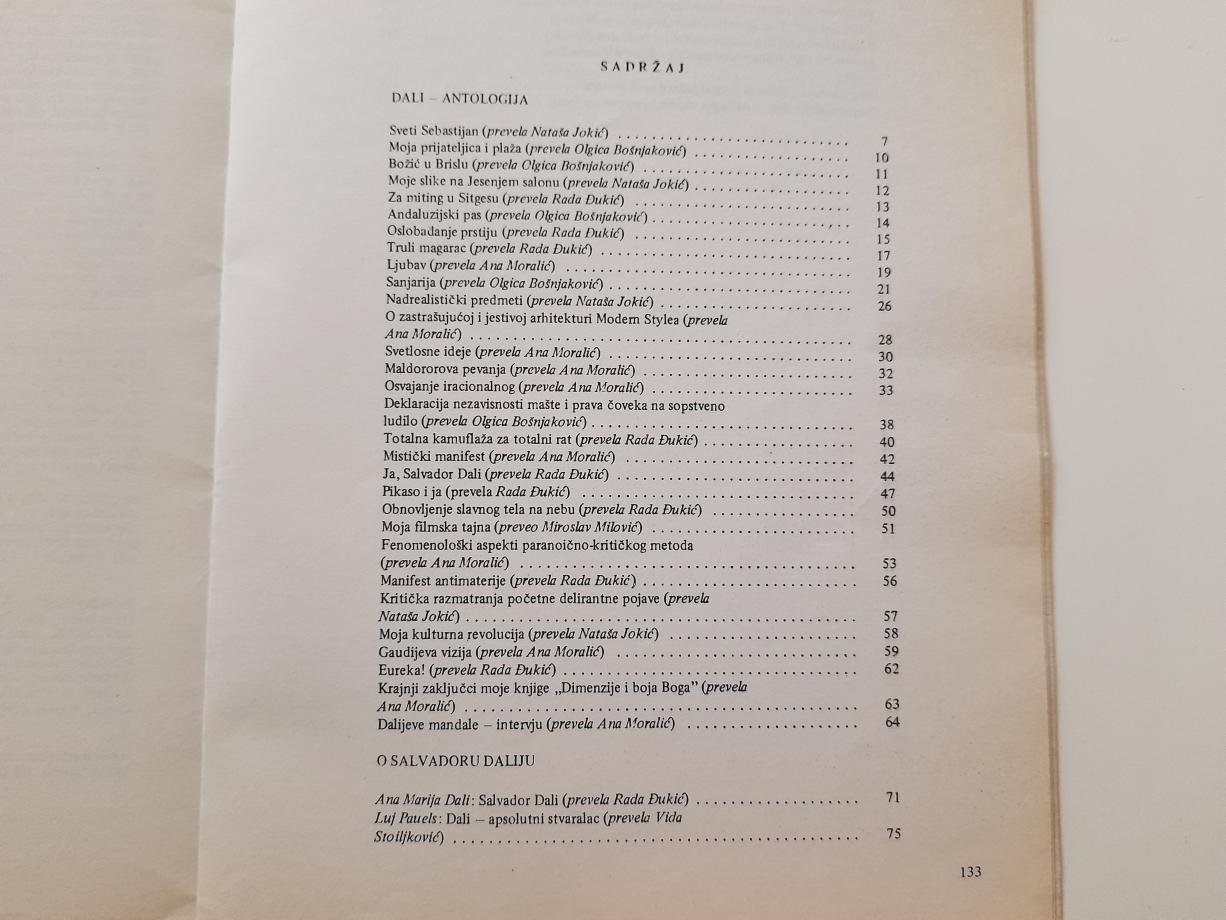 SADRŽAJ
DALI – ANTOLOGIJA
Sveti Sebastijan (prevela Nataša Jokić) . . . . . . . . . . . . . . . . . . . . . . . . . . . 7
Moja prijateljica i plaža (prevela Olgica Bošnjaković) . . . . . . . . . . . . . . . . . . 10
Božić u Brislu (prevela Olgica Bošnjaković) . . . . . . . . . . . . . . . . . . . . . . . . 11
Moje slike na Jesenjem salonu (prevela Nataša Jokić) . . . . . . . . . . . . . . . . . . 12
Za miting u Sitgesu (prevela Rada Đukić) . . . . . . . . . . . . . . . . . . . . . . . . . 13
Andaluzijski pas (prevela Olgica Bošnjaković) . . . . . . . . . . . . . . . . . . . . . . . 14
Oslobađanje prstiju (prevela Rada Đukić) . . . . . . . . . . . . . . . . . . . . . . . . . 15
Truli magarac (prevela Rada Đukić) . . . . . . . . . . . . . . . . . . . . . . . . . . . . . 17
Ljubav (prevela Ana Moralić) . . . . . . . . . . . . . . . . . . . . . . . . . . . . . . . . . 19
Sanjarija (prevela Olgica Bošnjaković) . . . . . . . . . . . . . . . . . . . . . . . . . . . . 21
Nadrealistički predmeti (prevela Nataša Jokić) . . . . . . . . . . . . . . . . . . . . . . 26
O zastrašujućoj i jestivoj arhitekturi Modern Stylea (prevela
Ana Moralić) . . . . . . . . . . . . . . . . . . . . . . . . . . . . . . . . . . . . . . . . . . . . 28
Svetlosne ideje (prevela Ana Moralić) . . . . . . . . . . . . . . . . . . . . . . . . . . . . 30
Maldororova pevanja (prevela Ana Moralić) . . . . . . . . . . . . . . . . . . . . . . . . 32
Osvajanje iracionalnog (prevela Ana Moralić) . . . . . . . . . . . . . . . . . . . . . . . 33
Deklaracija nezavisnosti mašte i prava čoveka na sopstveno
ludilo (prevela Olgica Bošnjaković) . . . . . . . . . . . . . . . . . . . . . . . . . . . . . . 38
Totalna kamuflaža za totalni rat (prevela Rada Đukić) . . . . . . . . . . . . . . . . . 40
Mistički manifest (prevela Ana Moralić) . . . . . . . . . . . . . . . . . . . . . . . . . . 42
Ja, Salvador Dali (prevela Rada Đukić) . . . . . . . . . . . . . . . . . . . . . . . . . . . 44
Pikaso i ja (prevela Rada Đukić) . . . . . . . . . . . . . . . . . . . . . . . . . . . . . . . 47
Obnovljenje slavnog tela na nebu (prevela Rada Đukić) . . . . . . . . . . . . . . . . 50
Moja filmska tajna (preveo Miroslav Milović) . . . . . . . . . . . . . . . . . . . . . . . 51
Fenomenološki aspekti paranoično-kritičkog metoda
(prevela Ana Moralić) . . . . . . . . . . . . . . . . . . . . . . . . . . . . . . . . . . . . . . 53
Manifest antimaterije (prevela Rada Đukić) . . . . . . . . . . . . . . . . . . . . . . . . 56
Kritička razmatranja početne delirantne pojave (prevela
Nataša Jokić) . . . . . . . . . . . . . . . . . . . . . . . . . . . . . . . . . . . . . . . . . . . . 57
Moja kulturna revolucija (prevela Nataša Jokić) . . . . . . . . . . . . . . . . . . . . . 58
Gaudijeva vizija (prevela Ana Moralić) . . . . . . . . . . . . . . . . . . . . . . . . . . . 59
Eureka! (prevela Rada Đukić) . . . . . . . . . . . . . . . . . . . . . . . . . . . . . . . . . 62
Krajnji zaključci moje knjige „Dimenzije i boja Boga” (prevela
Ana Moralić) . . . . . . . . . . . . . . . . . . . . . . . . . . . . . . . . . . . . . . . . . . . . 63
Dalijeve mandale – intervju (prevela Ana Moralić) . . . . . . . . . . . . . . . . . . . 64
O SALVADORU DALIJU
Ana Marija Dali: Salvador Dali (prevela Rada Đukić) . . . . . . . . . . . . . . . . . . 71
Luj Pauels: Dali – apsolutni stvaralac (prevela Vida
Stoiljković) . . . . . . . . . . . . . . . . . . . . . . . . . . . . . . . . . . . . . . . . . . . . . 75
133